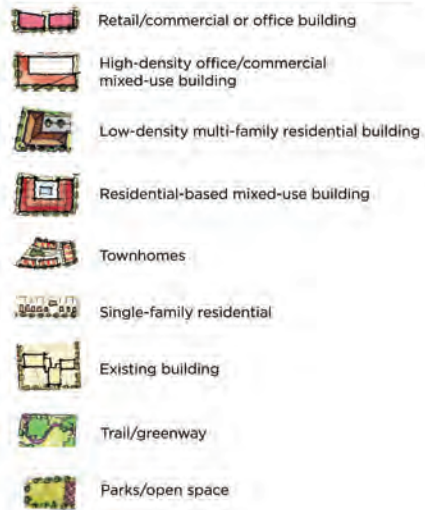 Retail/commercial or office building
High-density office/commercial
mixed-use building
Low-density multi-family residential building
Residential-based mixed-use building
Townhomes
Single-family residential
Existing building
Trail/greenway
Parks/open space